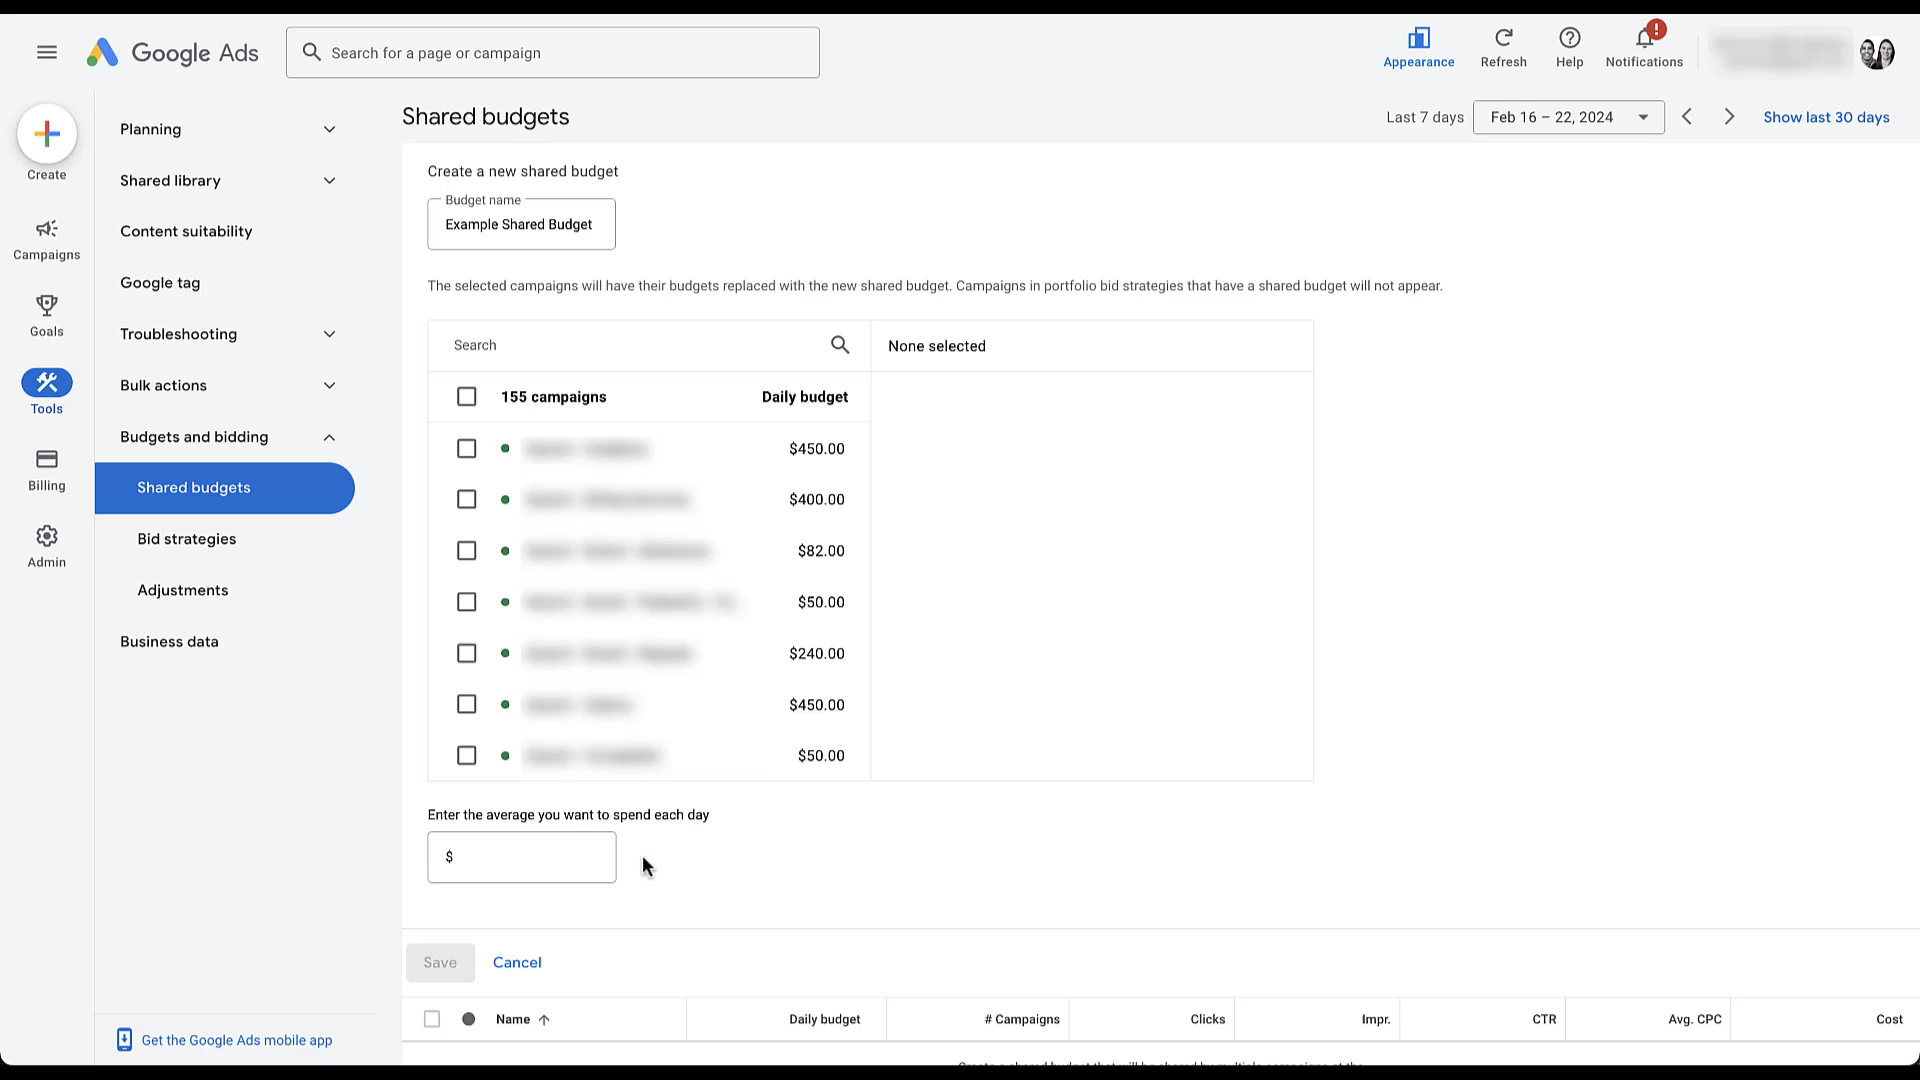 Google Ads
Search for a page or campaign
Appearance
Refresh
Help
!
Notifications
Create
Campaigns
Goals
Tools
Billing
Admin
Planning
Shared library
Content suitability
Google tag
Troubleshooting
Bulk actions
Budgets and bidding
Shared budgets
Bid strategies
Adjustments
Business data
Get the Google Ads mobile app
Shared budgets
Last 7 days
Feb 16 – 22, 2024
Show last 30 days
Create a new shared budget
Budget name
Example Shared Budget
The selected campaigns will have their budgets replaced with the new shared budget. Campaigns in portfolio bid strategies that have a shared budget will not appear.
Search
None selected
155 campaigns Daily budget
$450.00
$400.00
$82.00
$50.00
$240.00
$450.00
$50.00
Enter the average you want to spend each day
$
Save
Cancel
Name Daily budget # Campaigns Clicks Impr. CTR Avg. CPC Cost